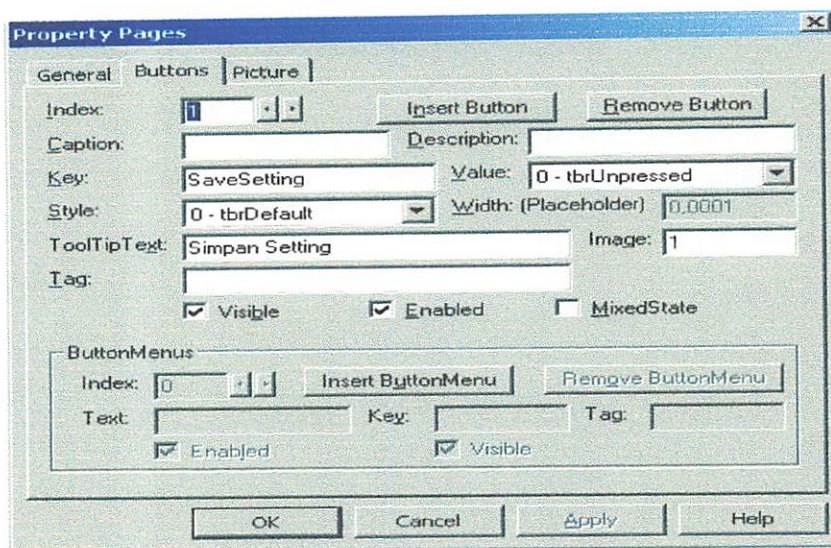 Property Pages
General Buttons Picture
Index: 1 Insert Button Remove Button
Caption: Description:
Key: SaveSetting Value: 0 - tbrUnpressed
Style: 0 - tbrDefault Width: (Placeholder) 0,0001
ToolTipText: Simpan Setting Image: 1
Tag:
Visible Enabled MixedState
ButtonMenus
Index: 0 Insert ButtonMenu Remove ButtonMenu
Text: Key: Tag:
Enabled Visible
OK Cancel Apply Help